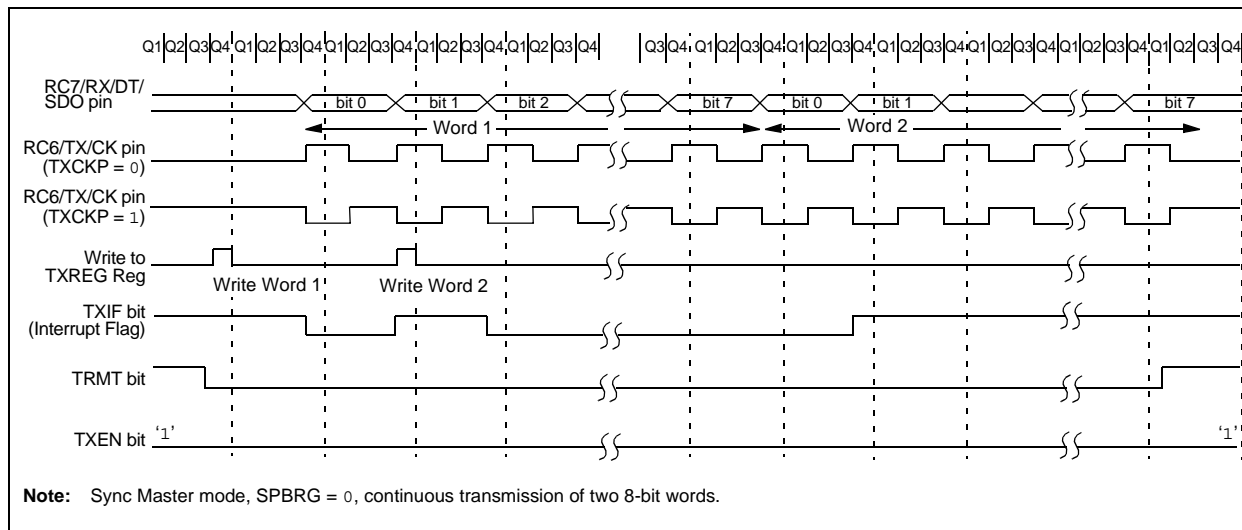 Q1 Q2 Q3 Q4 Q1 Q2 Q3 Q4 Q1 Q2 Q3 Q4 Q1 Q2 Q3 Q4 Q1 Q2 Q3 Q4 Q3 Q4 Q1 Q2 Q3 Q4 Q1 Q2 Q3 Q4 Q1 Q2 Q3 Q4 Q1 Q2 Q3 Q4 Q1 Q2 Q3 Q4 Q1 Q2 Q3 Q4
RC7/RX/DT/
SDO pin
bit 0 bit 1 bit 2 bit 7 bit 0 bit 1 bit 7
Word 1 Word 2
RC6/TX/CK pin
(TXCKP = 0)
RC6/TX/CK pin
(TXCKP = 1)
Write to
TXREG Reg
Write Word 1 Write Word 2
TXIF bit
(Interrupt Flag)
TRMT bit
TXEN bit
‘1’ ‘1’
Note: Sync Master mode, SPBRG = 0, continuous transmission of two 8-bit words.